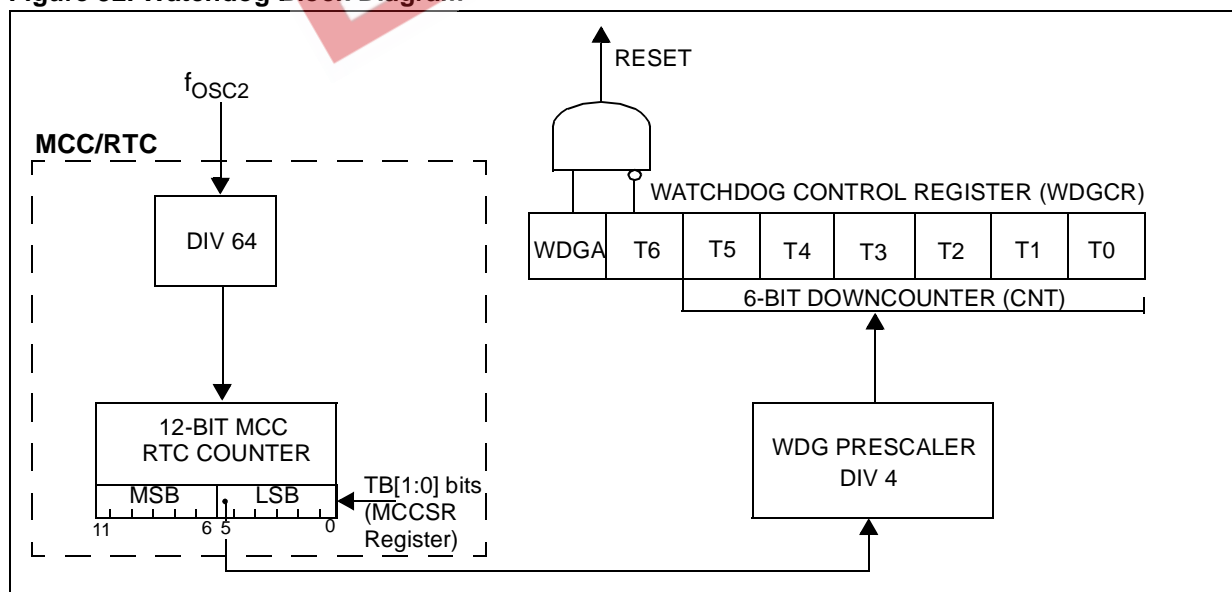 fOSC2
MCC/RTC
DIV 64
12-BIT MCC
RTC COUNTER
MSB LSB
11 6 5 0
TB[1:0] bits
(MCCSR
Register)
RESET
WATCHDOG CONTROL REGISTER (WDGCR)
WDGA T6 T5 T4 T3 T2 T1 T0
6-BIT DOWNCOUNTER (CNT)
WDG PRESCALER
DIV 4